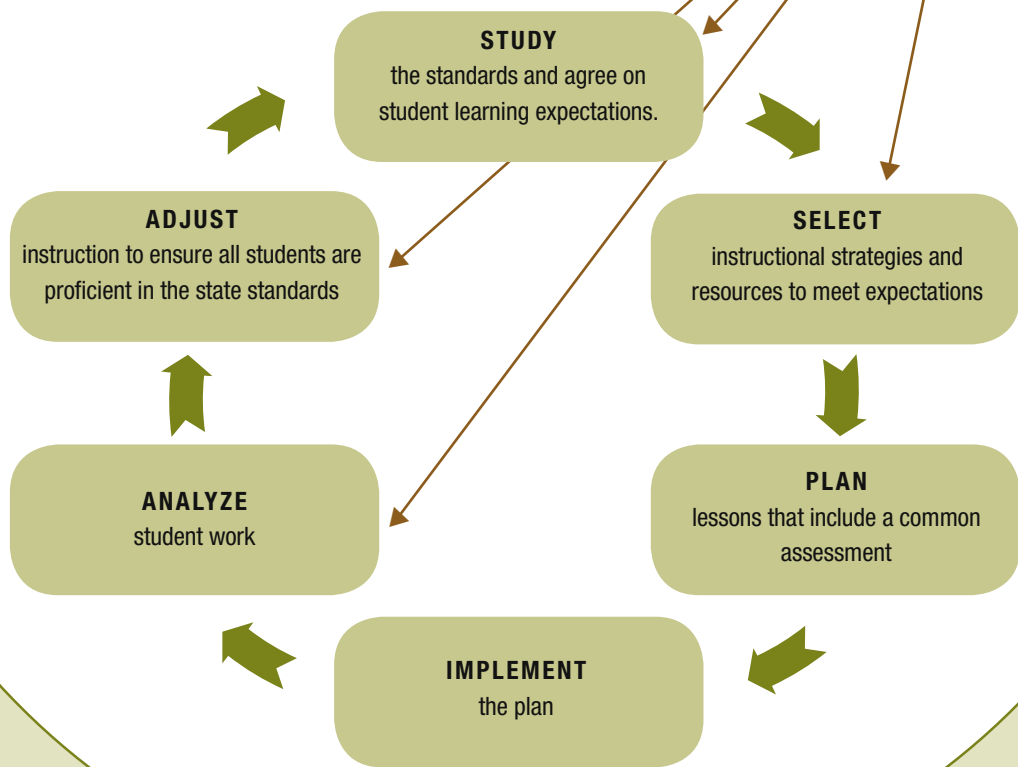 STUDY
the standards and agree on
student learning expectations.
SELECT
instructional strategies and
resources to meet expectations
PLAN
lessons that include a common
assessment
IMPLEMENT
the plan
ANALYZE
student work
ADJUST
instruction to ensure all students are
proficient in the state standards